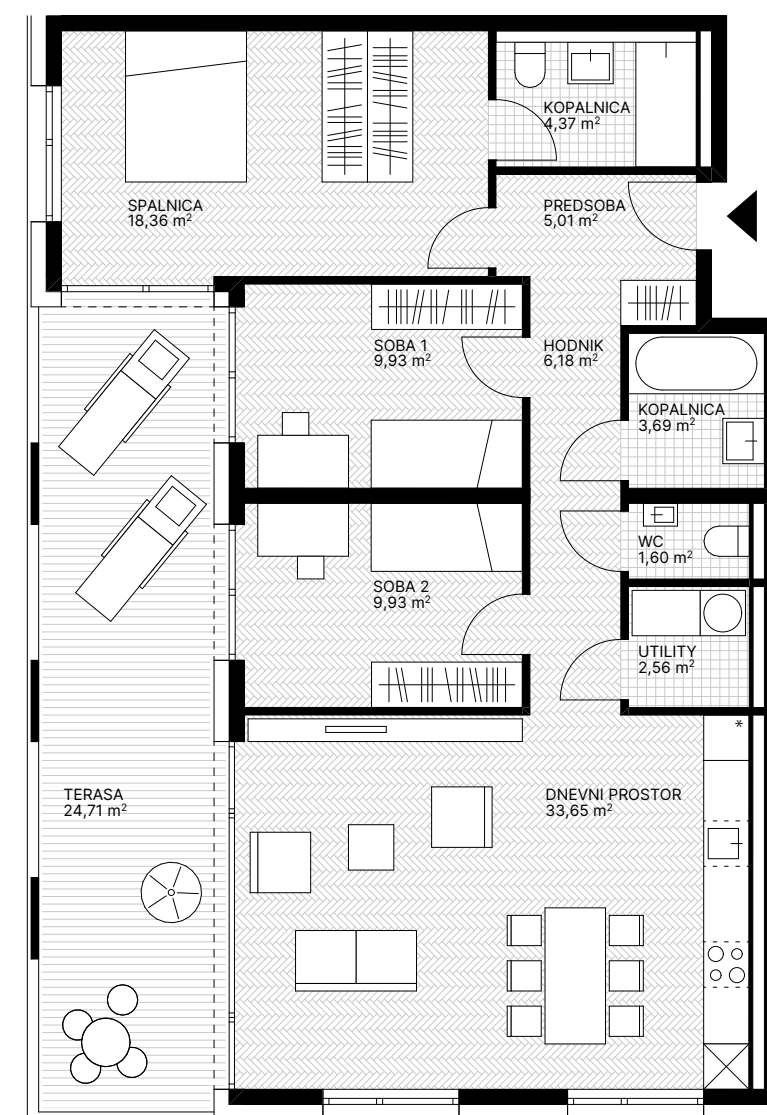 KOPALNICA
4,37 m²
SPALNICA
18,36 m²
PREDSOBA
5,01 m²
SOBA 1
9,93 m²
HODNIK
6,18 m²
KOPALNICA
3,69 m²
WC
1,60 m²
SOBA 2
9,93 m²
UTILITY
2,56 m²
*
TERASA
24,71 m²
DNEVNI PROSTOR
33,65 m²